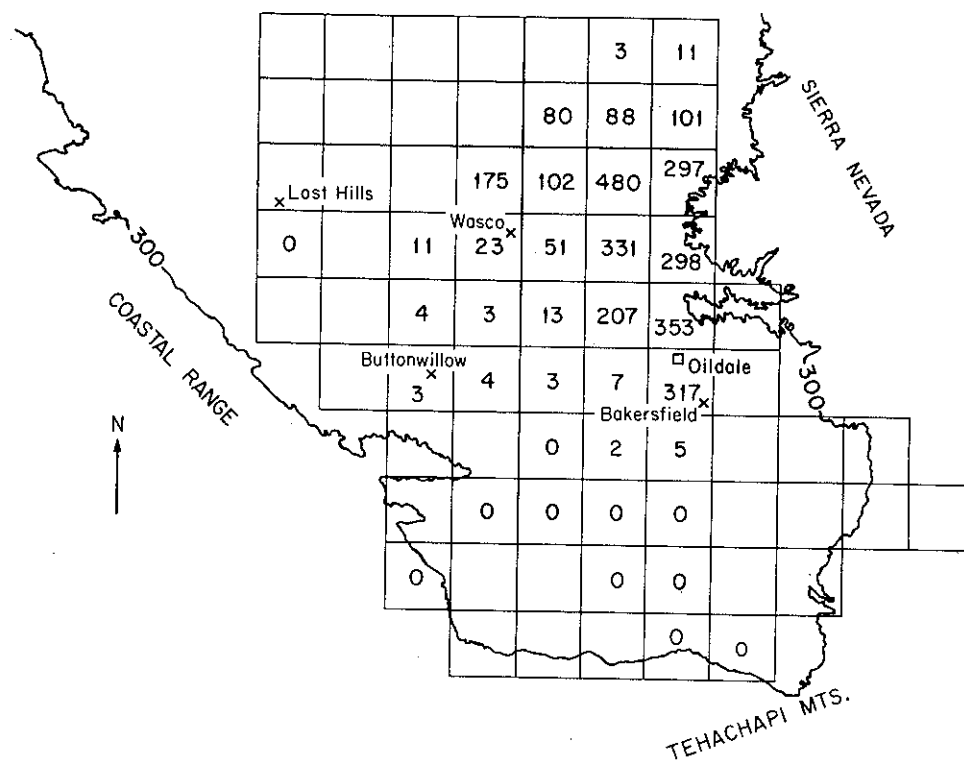 3 11
80 88 101
SIERRA NEVADA
175 102 480 297
Lost Hills
Wasco
0 11 23 51 331 298
300
COASTAL RANGE
4 3 13 207 353
Buttonwillow
Oildale
3 4 3 7 317
300
Bakersfield
N
0 2 5
0 0 0 0
0 0 0
0 0
TEHACHAPI MTS.